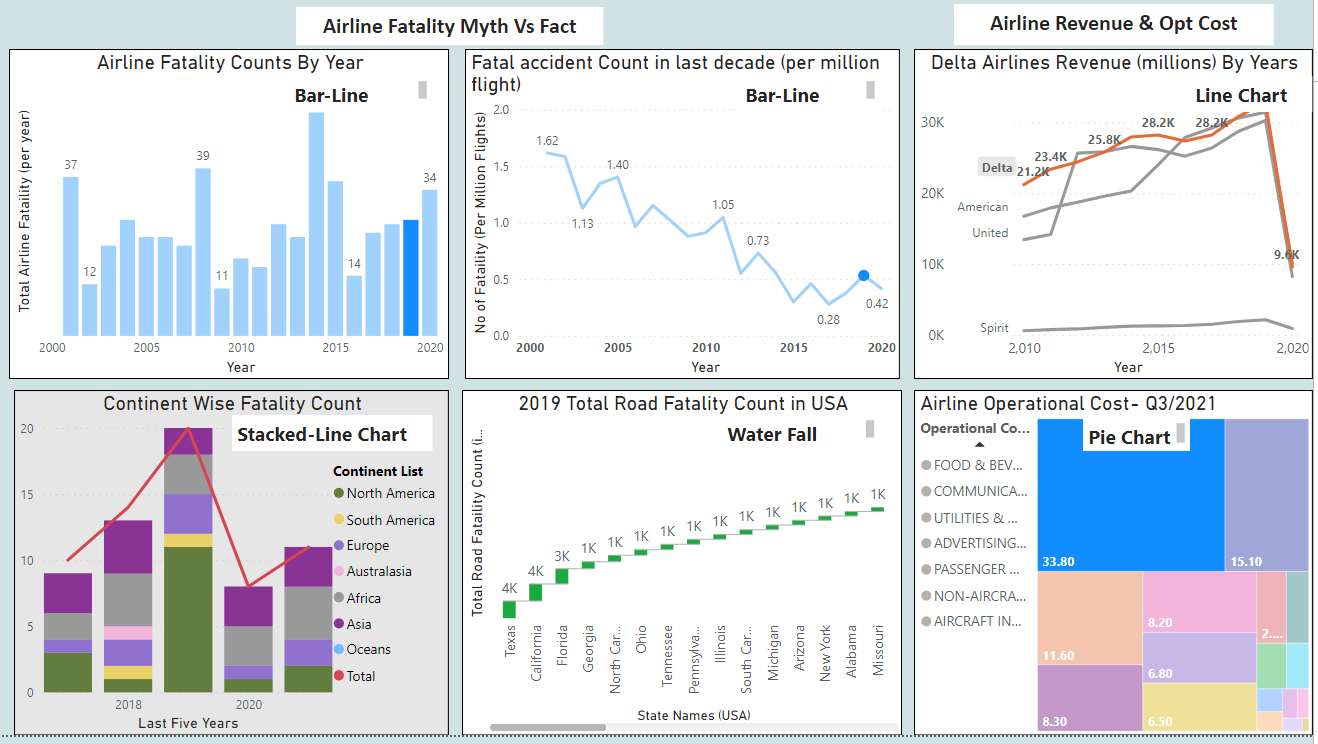 Airline Fatality Myth Vs Fact
Airline Revenue & Opt Cost
Airline Fatality Counts By Year
Bar-Line
Total Airline Fataility (per year)
37
12
39
11
14
34
2000
2005
2010
2015
2020
Year
Fatal accident Count in last decade (per million
flight)
Bar-Line
No of Fataility (Per Million Flights)
2.0
1.5
1.0
0.5
0.0
1.62
1.13
1.40
1.05
0.73
0.28
0.42
2000
2005
2010
2015
2020
Year
Delta Airlines Revenue (millions) By Years
Line Chart
30K
20K
10K
0K
Delta
American
United
Spirit
21.2K
23.4K
25.8K
28.2K
28.2K
9.6K
2,010
2,015
2,020
Year
Continent Wise Fatality Count
Stacked-Line Chart
20
15
10
5
0
2018
2020
Last Five Years
Continent List
North America
South America
Europe
Australasia
Africa
Asia
Oceans
Total
2019 Total Road Fatality Count in USA
Water Fall
Total Road Fataility Count (i...
4K
4K
3K
1K
1K
1K
1K
1K
1K
1K
1K
1K
1K
1K
1K
Texas
California
Florida
Georgia
North Car...
Ohio
Tennessee
Pennsylva...
Illinois
South Car...
Michigan
Arizona
New York
Alabama
Missouri
State Names (USA)
Airline Operational Cost- Q3/2021
Pie Chart
Operational Co...
FOOD & BEV...
COMMUNICA...
UTILITIES & ...
ADVERTISING...
PASSENGER ...
NON-AIRCRA...
AIRCRAFT IN...
33.80
15.10
11.60
8.20
2....
6.80
8.30
6.50